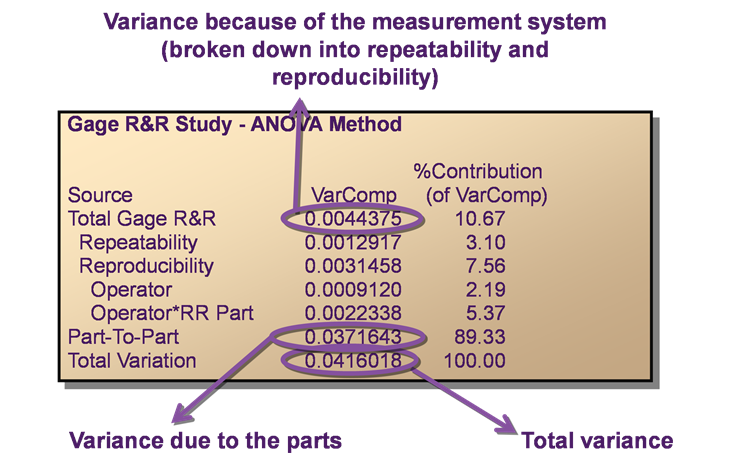 Variance because of the measurement system
(broken down into repeatability and
reproducibility)
Gage R&R Study - ANOVA Method
%Contribution
Source VarComp (of VarComp)
Total Gage R&R 0.0044375 10.67
Repeatability 0.0012917 3.10
Reproducibility 0.0031458 7.56
Operator 0.0009120 2.19
Operator*RR Part 0.0022338 5.37
Part-To-Part 0.0371643 89.33
Total Variation 0.0416018 100.00
Variance due to the parts Total variance